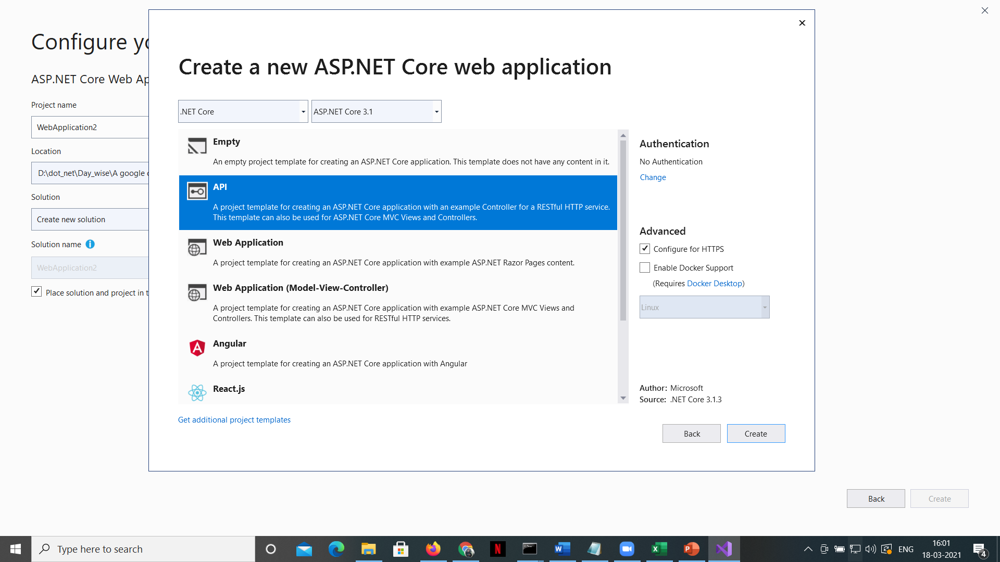 Configure yo
ASP.NET Core Web Ap
Project name
WebApplication2
Location
D:\dot_net\Day_wise\A google c
Solution
Create new solution
Solution name
WebApplication2
Place solution and project in t
Create a new ASP.NET Core web application
.NET Core
ASP.NET Core 3.1
Empty
An empty project template for creating an ASP.NET Core application. This template does not have any content in it.
API
A project template for creating an ASP.NET Core application with an example Controller for a RESTful HTTP service.
This template can also be used for ASP.NET Core MVC Views and Controllers.
Web Application
A project template for creating an ASP.NET Core application with example ASP.NET Razor Pages content.
Web Application (Model-View-Controller)
A project template for creating an ASP.NET Core application with example ASP.NET Core MVC Views and
Controllers. This template can also be used for RESTful HTTP services.
Angular
A project template for creating an ASP.NET Core application with Angular
React.js
Get additional project templates
Authentication
No Authentication
Change
Advanced
Configure for HTTPS
Enable Docker Support
(Requires Docker Desktop)
Linux
Author: Microsoft
Source: .NET Core 3.1.3
Back
Create
Back
Create
Type here to search
ENG
16:01
18-03-2021
4